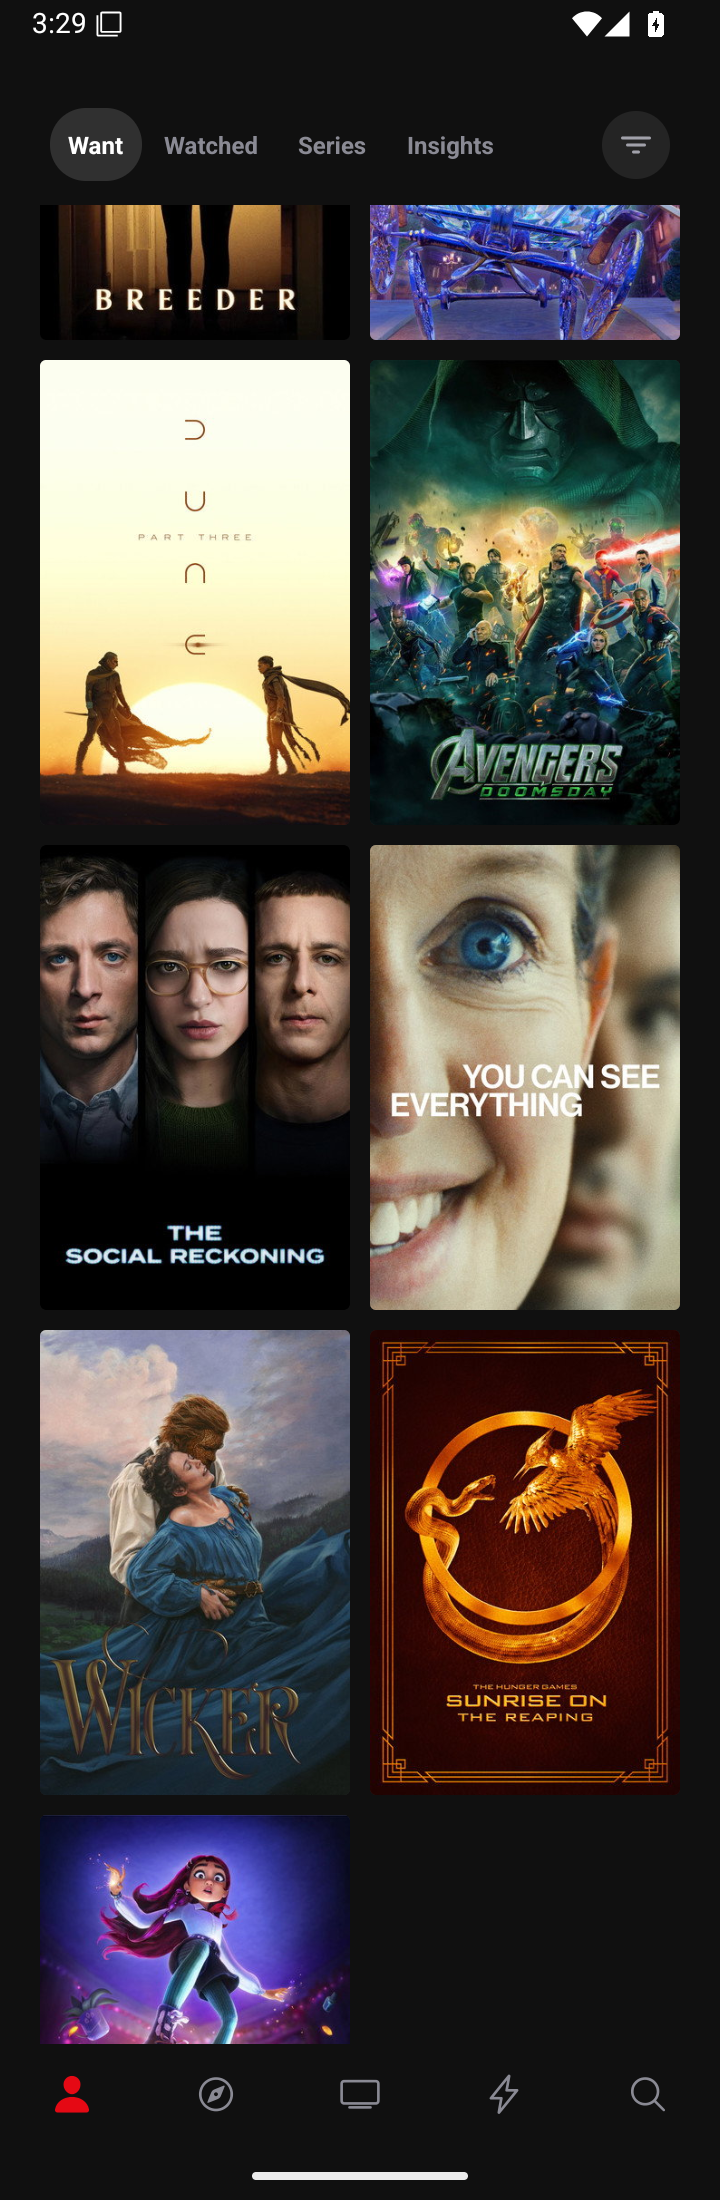 3:29
Want Watched Series Insights
BREEDER
DUNE
PART THREE
AVENGERS
DOOMSDAY
THE
SOCIAL RECKONING
YOU CAN SEE
EVERYTHING
WICKER
THE HUNGER GAMES
SUNRISE ON
THE REAPING